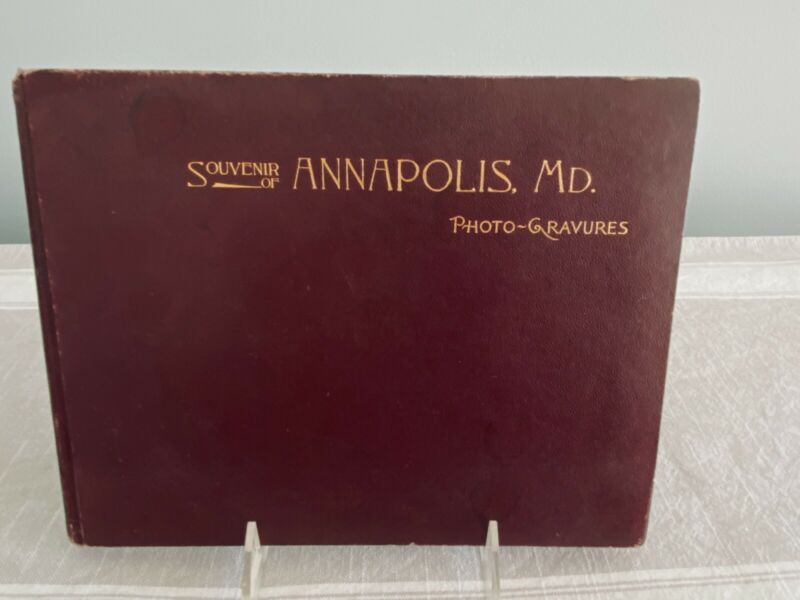 SOUVENIR OF ANNAPOLIS, MD.
PHOTO~GRAVURES